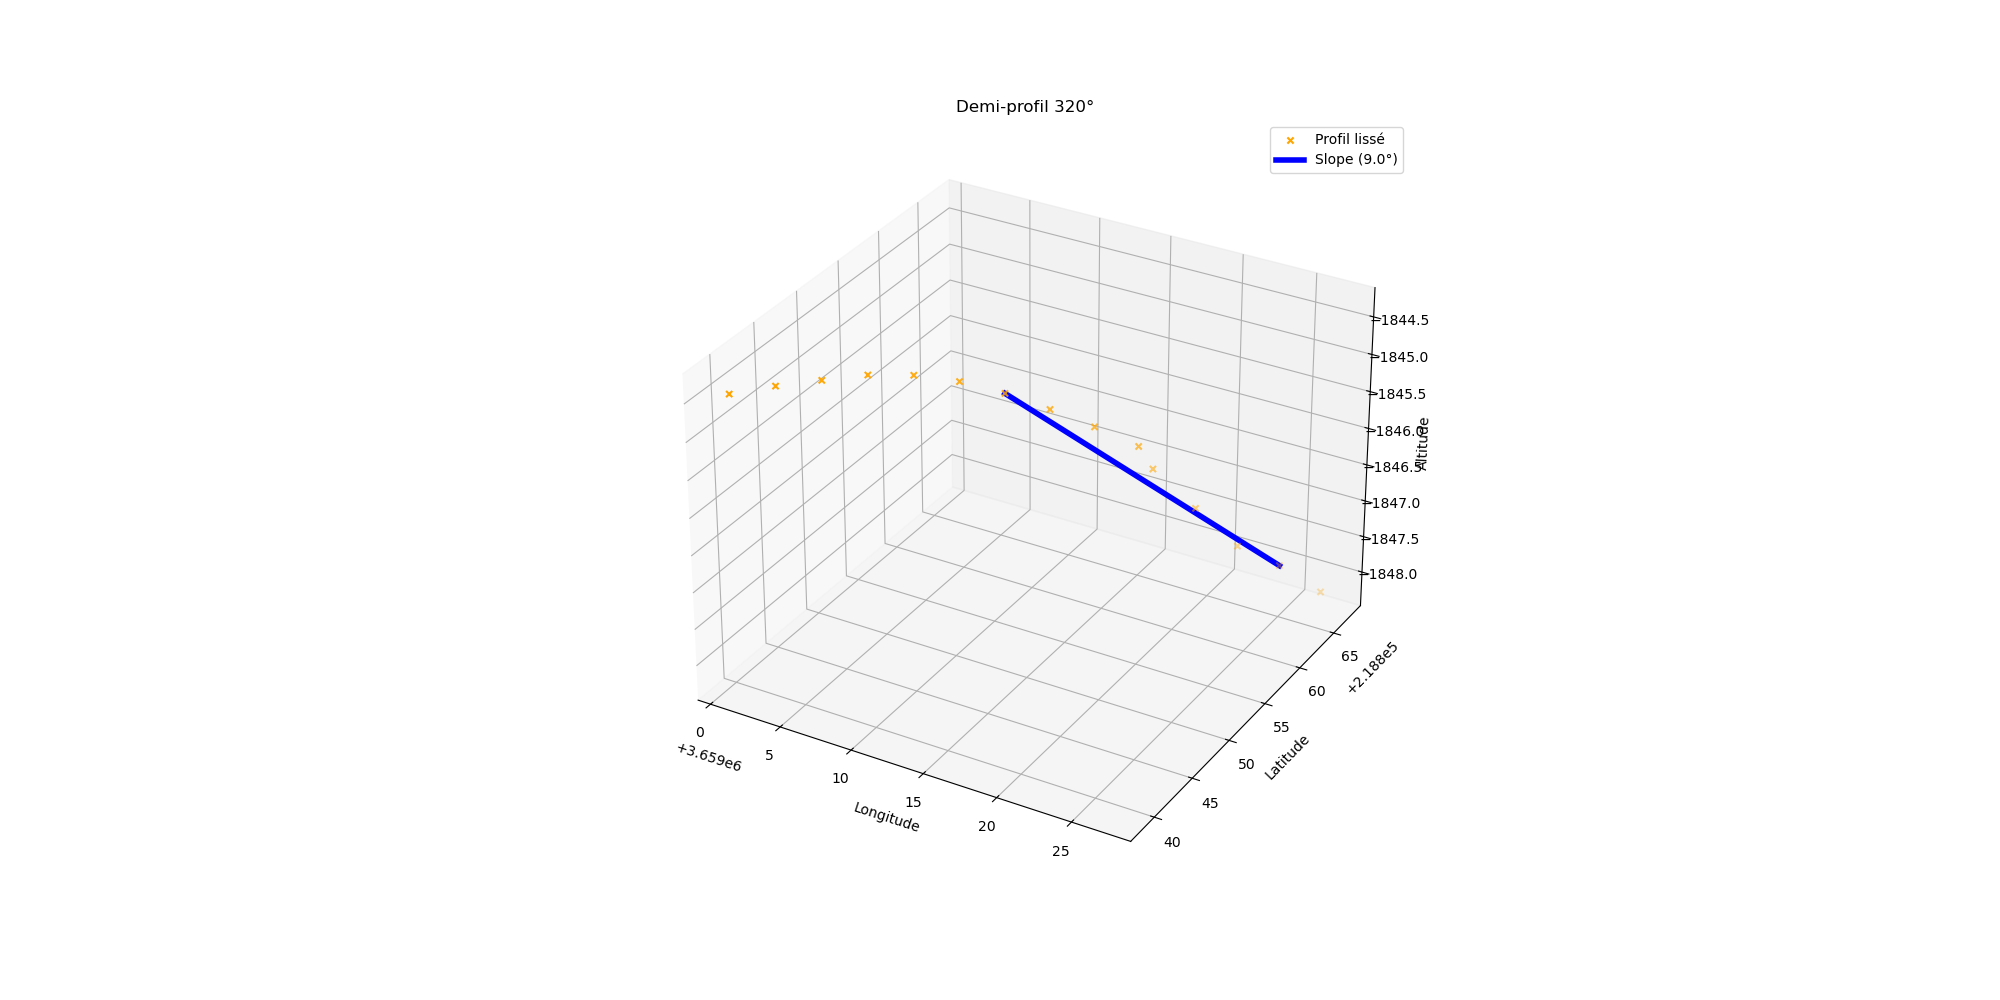 Demi-profil 320°
Profil lissé
Slope (9.0°)
−1844.5
−1845.0
−1845.5
−1846.0
−1846.5
−1847.0
−1847.5
−1848.0
Altitude
65
60
55
50
45
40
+2.188e5
Latitude
0
5
10
15
20
25
+3.659e6
Longitude